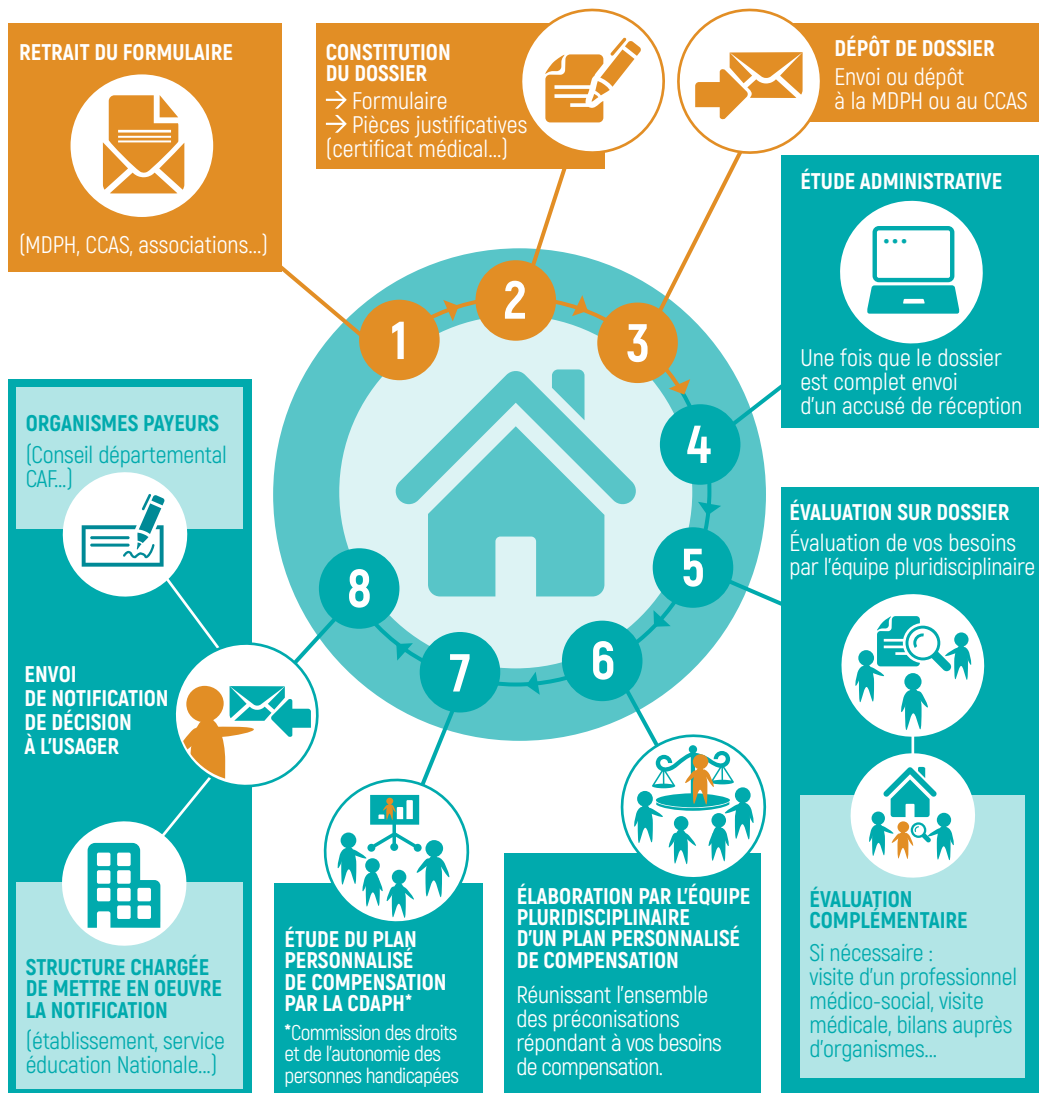 RETRAIT DU FORMULAIRE
(MDPH, CCAS, associations...)
1
CONSTITUTION
DU DOSSIER
→ Formulaire
→ Pièces justificatives
(certificat médical...)
2
DÉPÔT DE DOSSIER
Envoi ou dépôt
à la MDPH ou au CCAS
3
ÉTUDE ADMINISTRATIVE
Une fois que le dossier
est complet envoi
d'un accusé de réception
4
ÉVALUATION SUR DOSSIER
Évaluation de vos besoins
par l'équipe pluridisciplinaire
5
ÉVALUATION
COMPLÉMENTAIRE
Si nécessaire :
visite d'un professionnel
médico-social, visite
médicale, bilans auprès
d'organismes...
6
ÉLABORATION PAR L'ÉQUIPE
PLURIDISCIPLINAIRE
D'UN PLAN PERSONNALISÉ
DE COMPENSATION
Réunissant l'ensemble
des préconisations
répondant à vos besoins
de compensation.
7
ÉTUDE DU PLAN
PERSONNALISÉ
DE COMPENSATION
PAR LA CDAPH*
*Commission des droits
et de l'autonomie des
personnes handicapées
8
ENVOI
DE NOTIFICATION
DE DÉCISION
À L'USAGER
ORGANISMES PAYEURS
(Conseil départemental
CAF...)
STRUCTURE CHARGÉE
DE METTRE EN OEUVRE
LA NOTIFICATION
(établissement, service
éducation Nationale...)